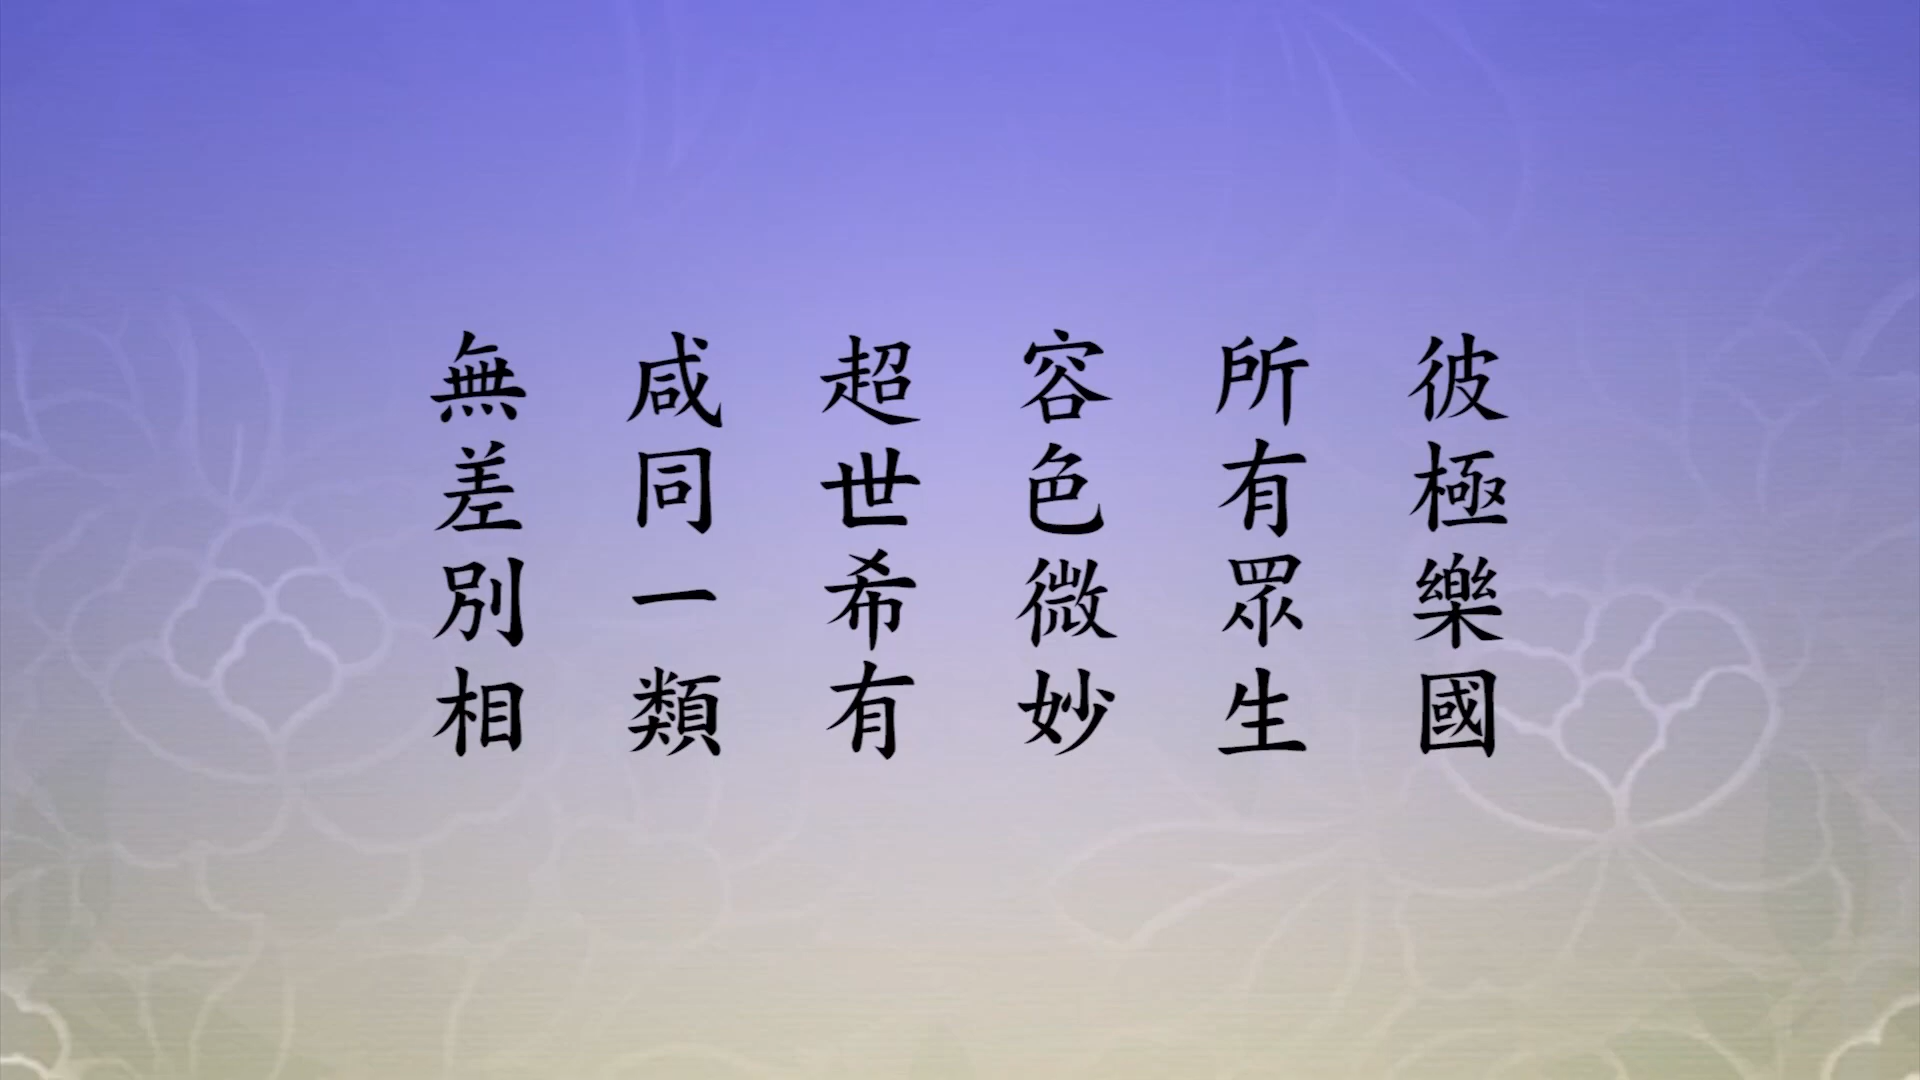 彼極樂國
所有眾生
容色微妙
超世希有
咸同一類
無差別相